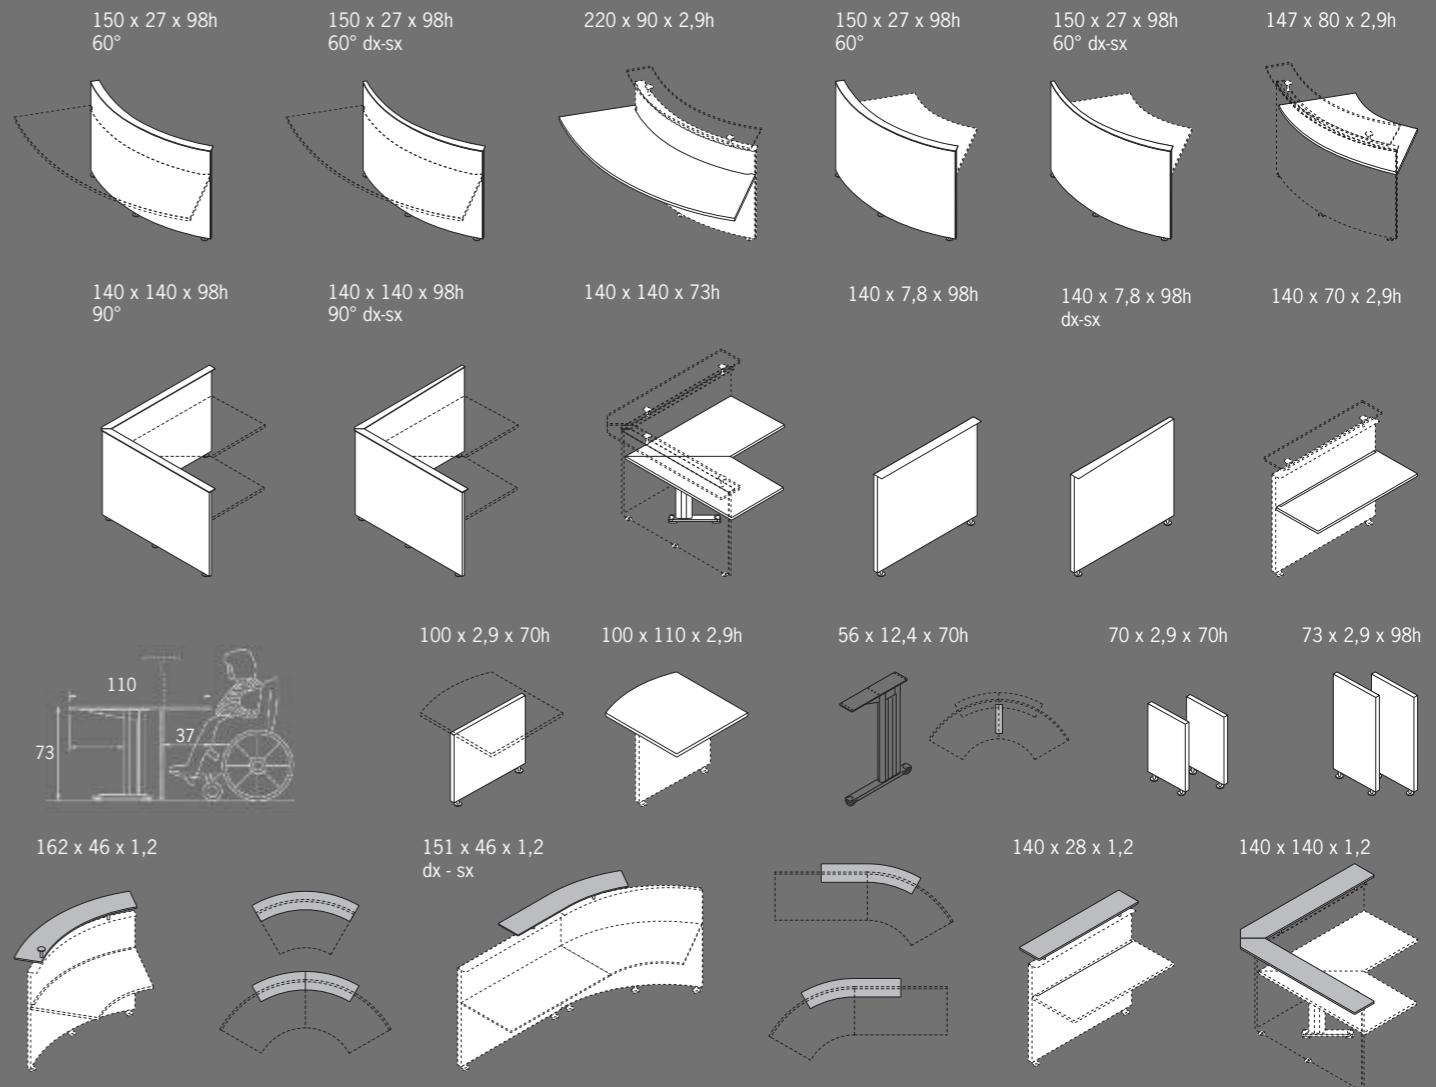 150 x 27 x 98h
60°
150 x 27 x 98h
60° dx-sx
220 x 90 x 2,9h
150 x 27 x 98h
60°
150 x 27 x 98h
60° dx-sx
147 x 80 x 2,9h
140 x 140 x 98h
90°
140 x 140 x 98h
90° dx-sx
140 x 140 x 73h
140 x 7,8 x 98h
140 x 7,8 x 98h
dx-sx
140 x 70 x 2,9h
110
37
73
100 x 2,9 x 70h
100 x 110 x 2,9h
56 x 12,4 x 70h
70 x 2,9 x 70h
73 x 2,9 x 98h
162 x 46 x 1,2
151 x 46 x 1,2
dx - sx
140 x 28 x 1,2
140 x 140 x 1,2